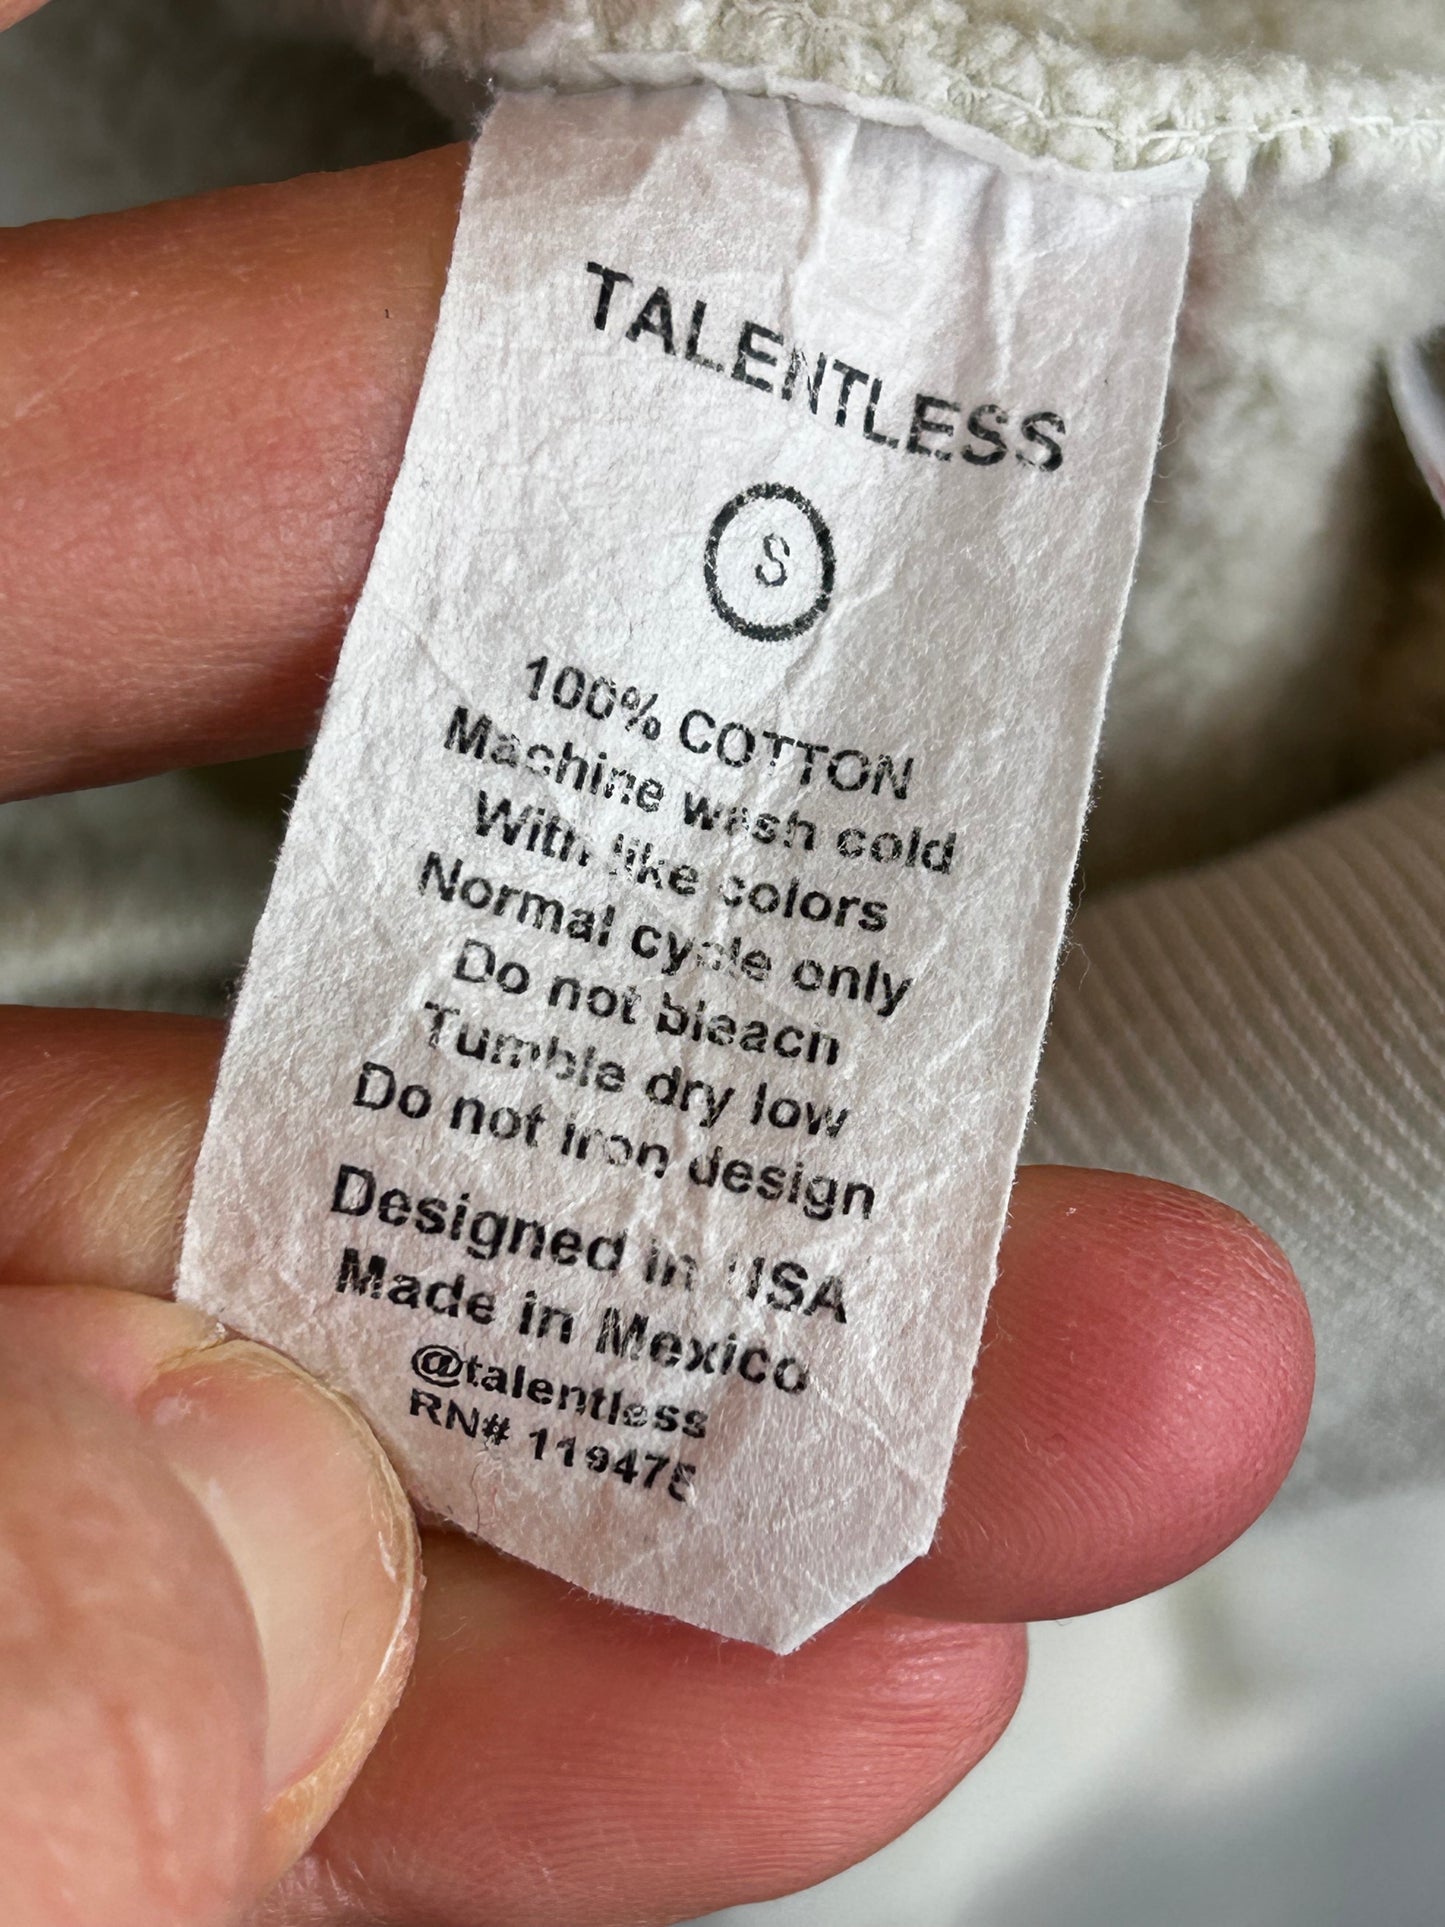 TALENTLESS
S
100% COTTON
Machine wash cold
With like colors
Normal cycle only
Do not bleach
Tumble dry low
Do not iron design
Designed in USA
Made in Mexico
@talentless
RN#